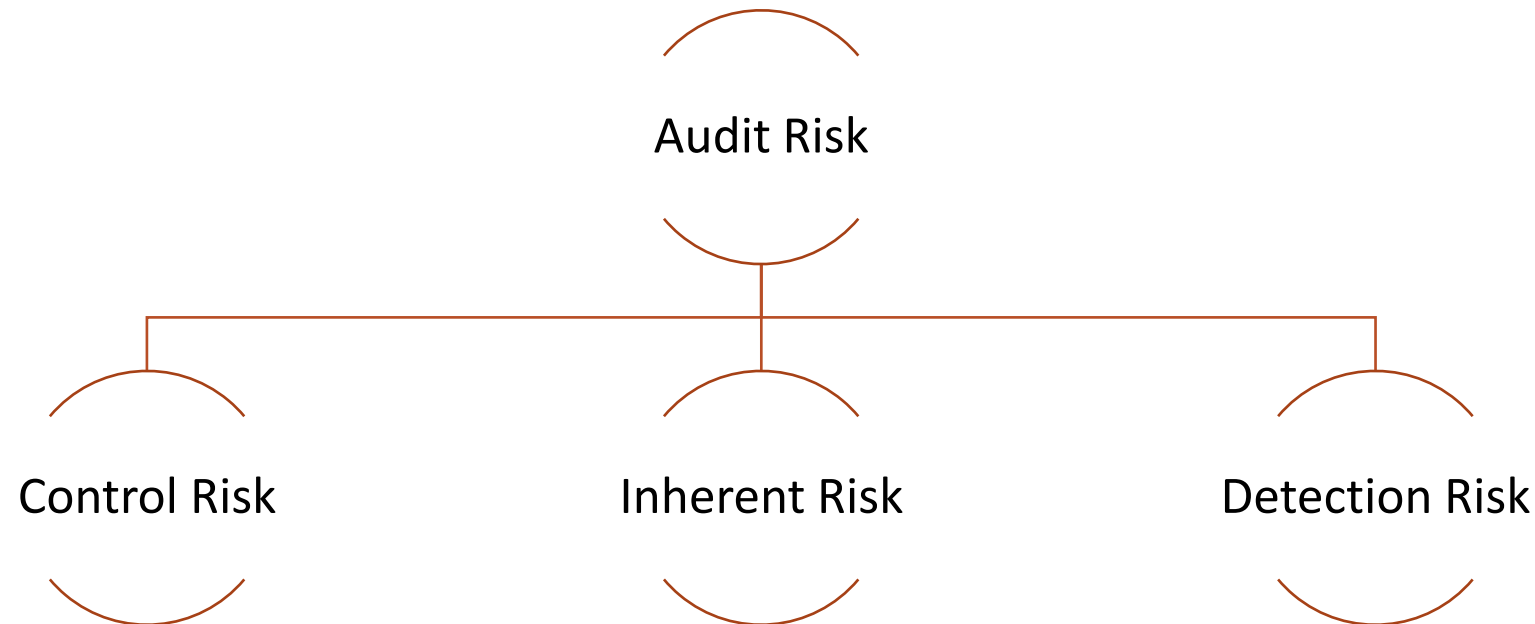 Audit Risk
Control Risk
Inherent Risk
Detection Risk